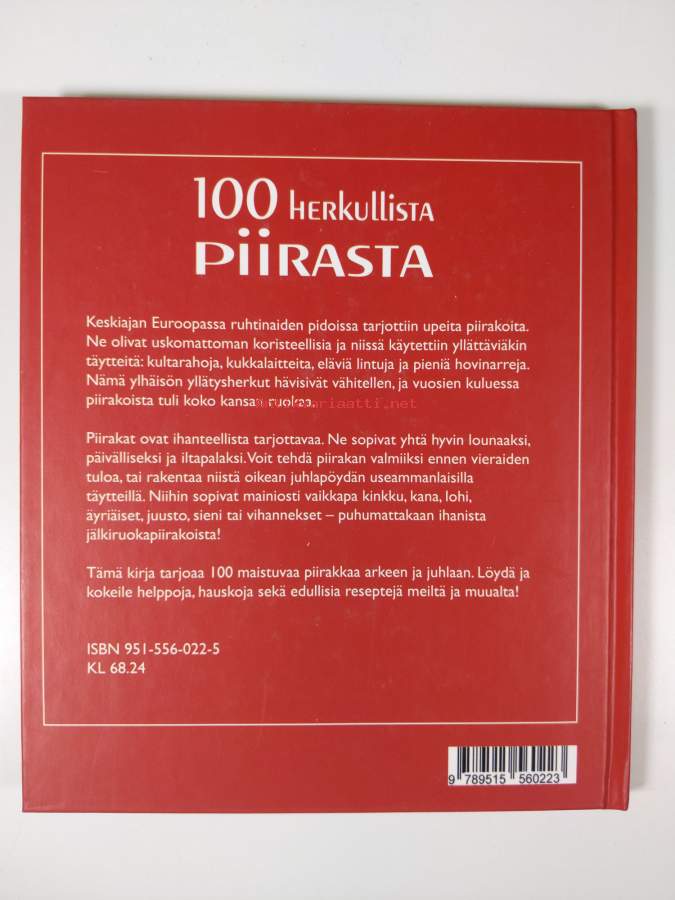 100 HERKULLISTA
PIIRASTA
Keskiajan Euroopassa ruhtinaiden pidoissa tarjottiin upeita piirakoita.
Ne olivat uskomattoman koristeellisia ja niissä käytettiin yllättäviäkin
täytteitä: kultarahoja, kukkalaitteita, eläviä lintuja ja pieniä hovinarreja.
Nämä ylhäisön yllätysherkut hävisivät vähitellen, ja vuosien kuluessa
piirakoista tuli koko kansan ruokaa.
Piirakat ovat ihanteellista tarjottavaa. Ne sopivat yhtä hyvin lounaaksi,
päivälliseksi ja iltapalaksi. Voit tehdä piirakan valmiiksi ennen vieraiden
tuloa, tai rakentaa niistä oikean juhlapöydän useammanlaisilla
täytteillä. Niihin sopivat mainiosti vaikkapa kinkku, kana, lohi,
äyriäiset, juusto, sieni tai vihannekset – puhumattakaan ihanista
jälkiruokapiirakoista!
Tämä kirja tarjoaa 100 maistuvaa piirakkaa arkeen ja juhlaan. Löydä ja
kokeile helppoja, hauskoja sekä edullisia reseptejä meiltä ja muualta!
ISBN 951-556-022-5
KL 68.24
9 789515 560223